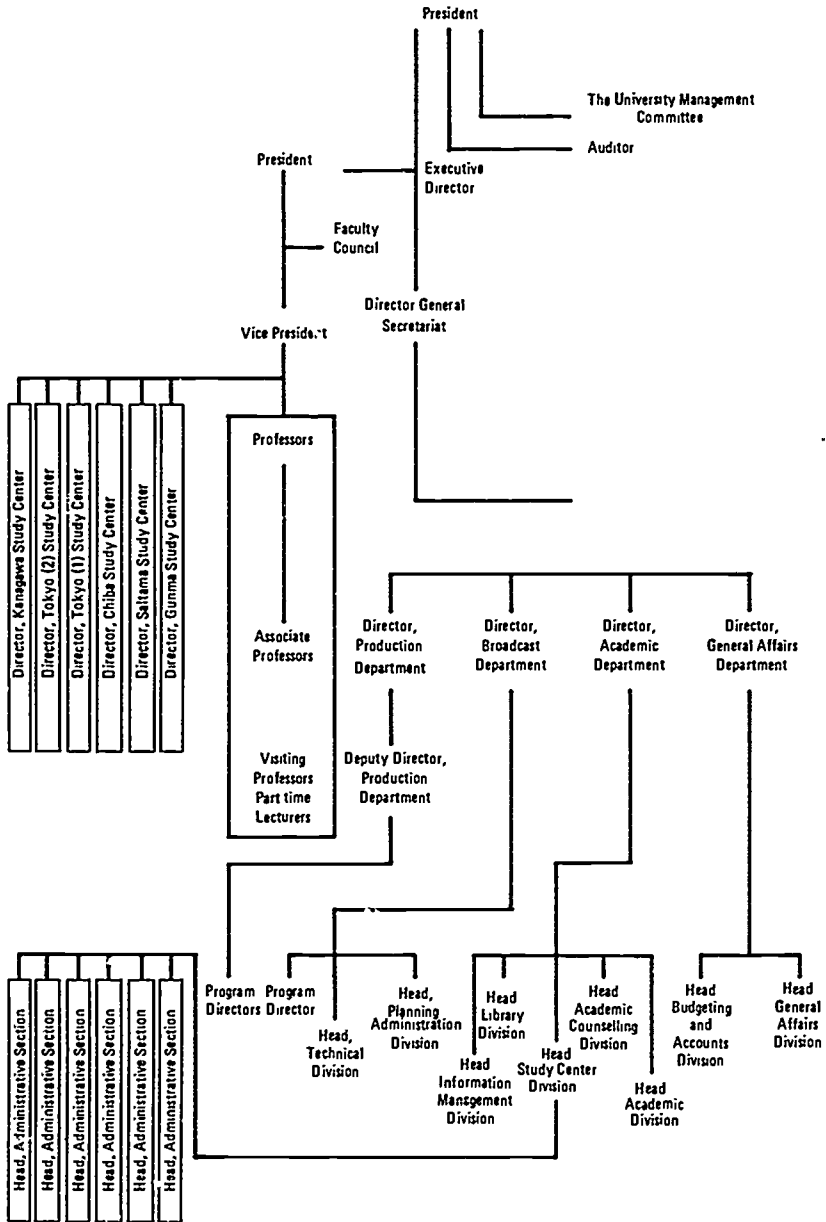 President
The University Management
Committee
Auditor
President
Executive
Director
Faculty
Council
Director General
Secretariat
Vice President
Director, Kanagawa Study Center
Director, Tokyo (2) Study Center
Director, Tokyo (1) Study Center
Director, Chiba Study Center
Director, Saitama Study Center
Director, Gunma Study Center
Professors
Associate
Professors
Visiting
Professors
Part time
Lecturers
Director,
Production
Department
Director,
Broadcast
Department
Director,
Academic
Department
Director,
General Affairs
Department
Deputy Director,
Production
Department
Program
Directors
Program
Director
Head,
Technical
Division
Head,
Planning
Administration
Division
Head
Information
Management
Division
Head
Library
Division
Head
Study Center
Division
Head
Academic
Counselling
Division
Head
Academic
Division
Head
Budgeting
and
Accounts
Division
Head
General
Affairs
Division
Head, Administrative Section
Head, Administrative Section
Head, Administrative Section
Head, Administrative Section
Head, Administrative Section
Head, Administrative Section